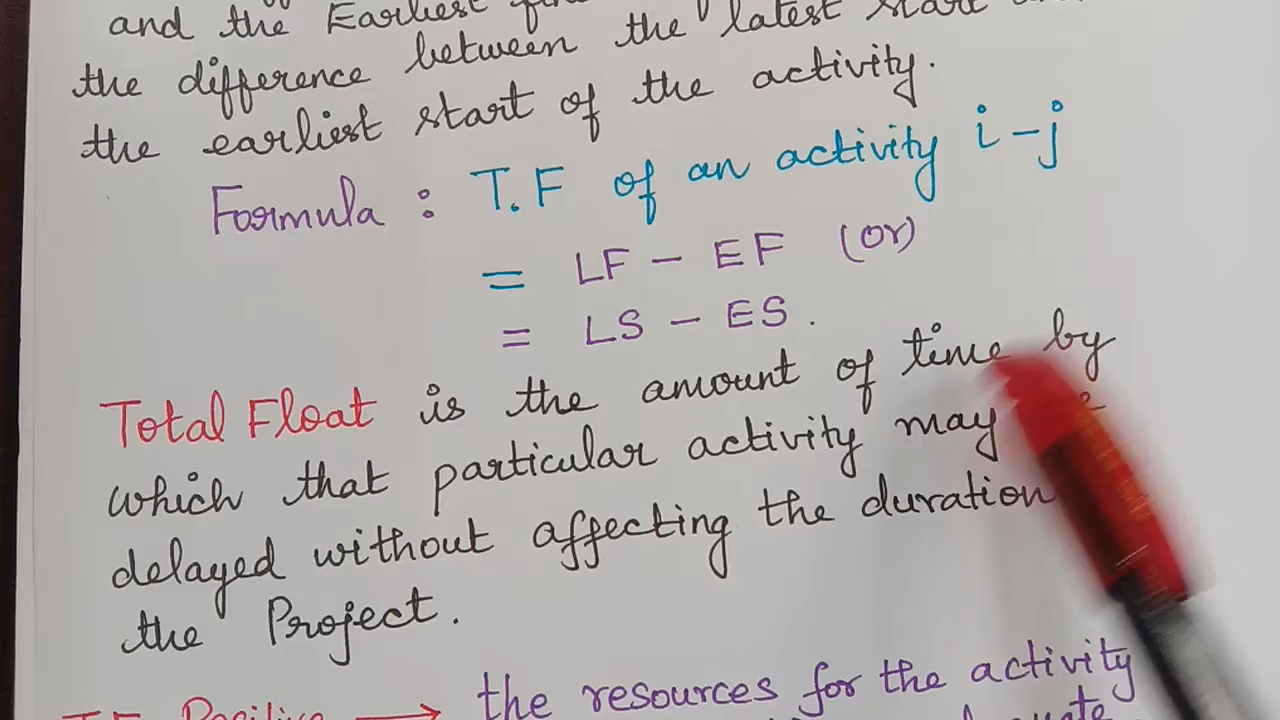 and the Earliest
the difference between the latest start
the earliest start of the activity.
Formula : T.F of an activity i-j
= LF - EF (or)
= LS - ES.
Total Float is the amount of time by
which that particular activity may
delayed without affecting the duration
the Project.
T.F Positive → the resources for the activity